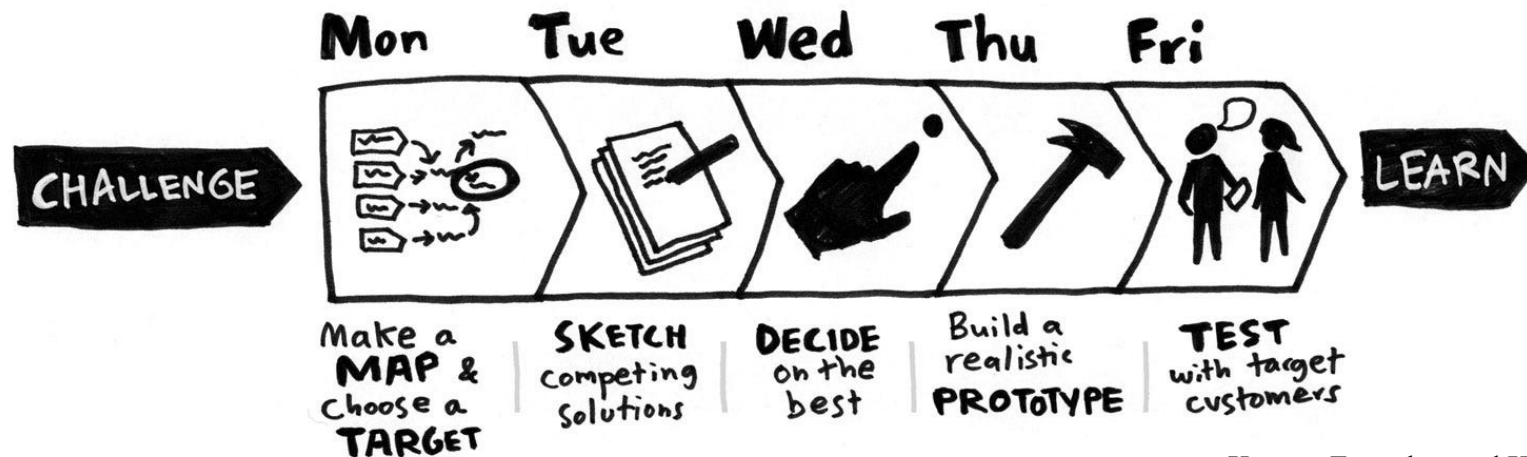 Mon Tue Wed Thu Fri
CHALLENGE
LEARN
Make a
MAP &
choose a
TARGET
SKETCH
competing
solutions
DECIDE
on the
best
Build a
realistic
PROTOTYPE
TEST
with target
customers